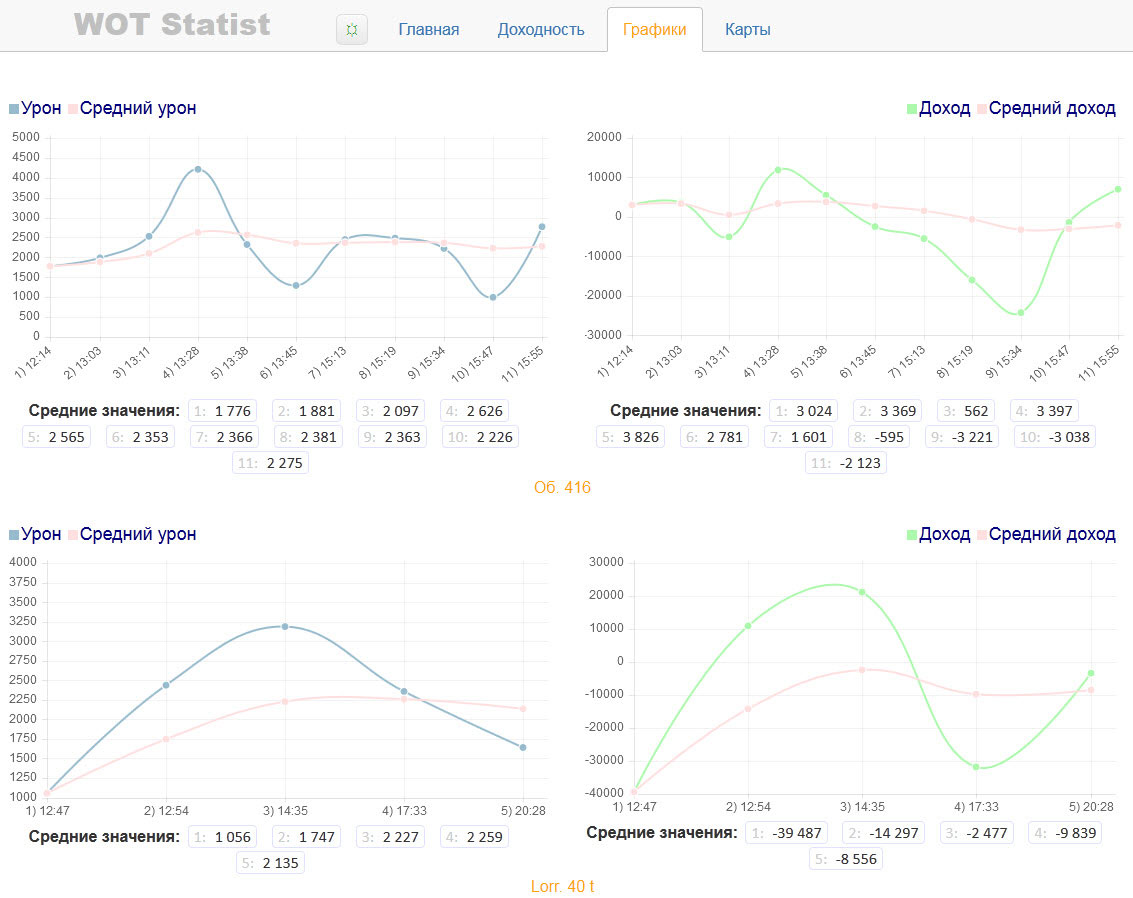 WOT Statist
Главная Доходность Графики Карты
Урон Средний урон
5000
4500
4000
3500
3000
2500
2000
1500
1000
500
0
1) 12:14 2) 13:03 3) 13:11 4) 13:28 5) 13:38 6) 13:45 7) 15:13 8) 15:19 9) 15:34 10) 15:47 11) 15:55
Средние значения: 1: 1 776 2: 1 881 3: 2 097 4: 2 626
5: 2 565 6: 2 353 7: 2 366 8: 2 381 9: 2 363 10: 2 226
11: 2 275
Доход Средний доход
20000
10000
0
-10000
-20000
-30000
1) 12:14 2) 13:03 3) 13:11 4) 13:28 5) 13:38 6) 13:45 7) 15:13 8) 15:19 9) 15:34 10) 15:47 11) 15:55
Средние значения: 1: 3 024 2: 3 369 3: 562 4: 3 397
5: 3 826 6: 2 781 7: 1 601 8: -595 9: -3 221 10: -3 038
11: -2 123
Об. 416
Урон Средний урон
4000
3750
3500
3250
3000
2750
2500
2250
2000
1750
1500
1250
1000
1) 12:47 2) 12:54 3) 14:35 4) 17:33 5) 20:28
Средние значения: 1: 1 056 2: 1 747 3: 2 227 4: 2 259
5: 2 135
Доход Средний доход
30000
20000
10000
0
-10000
-20000
-30000
-40000
1) 12:47 2) 12:54 3) 14:35 4) 17:33 5) 20:28
Средние значения: 1: -39 487 2: -14 297 3: -2 477 4: -9 839
5: -8 556
Lorr. 40 t